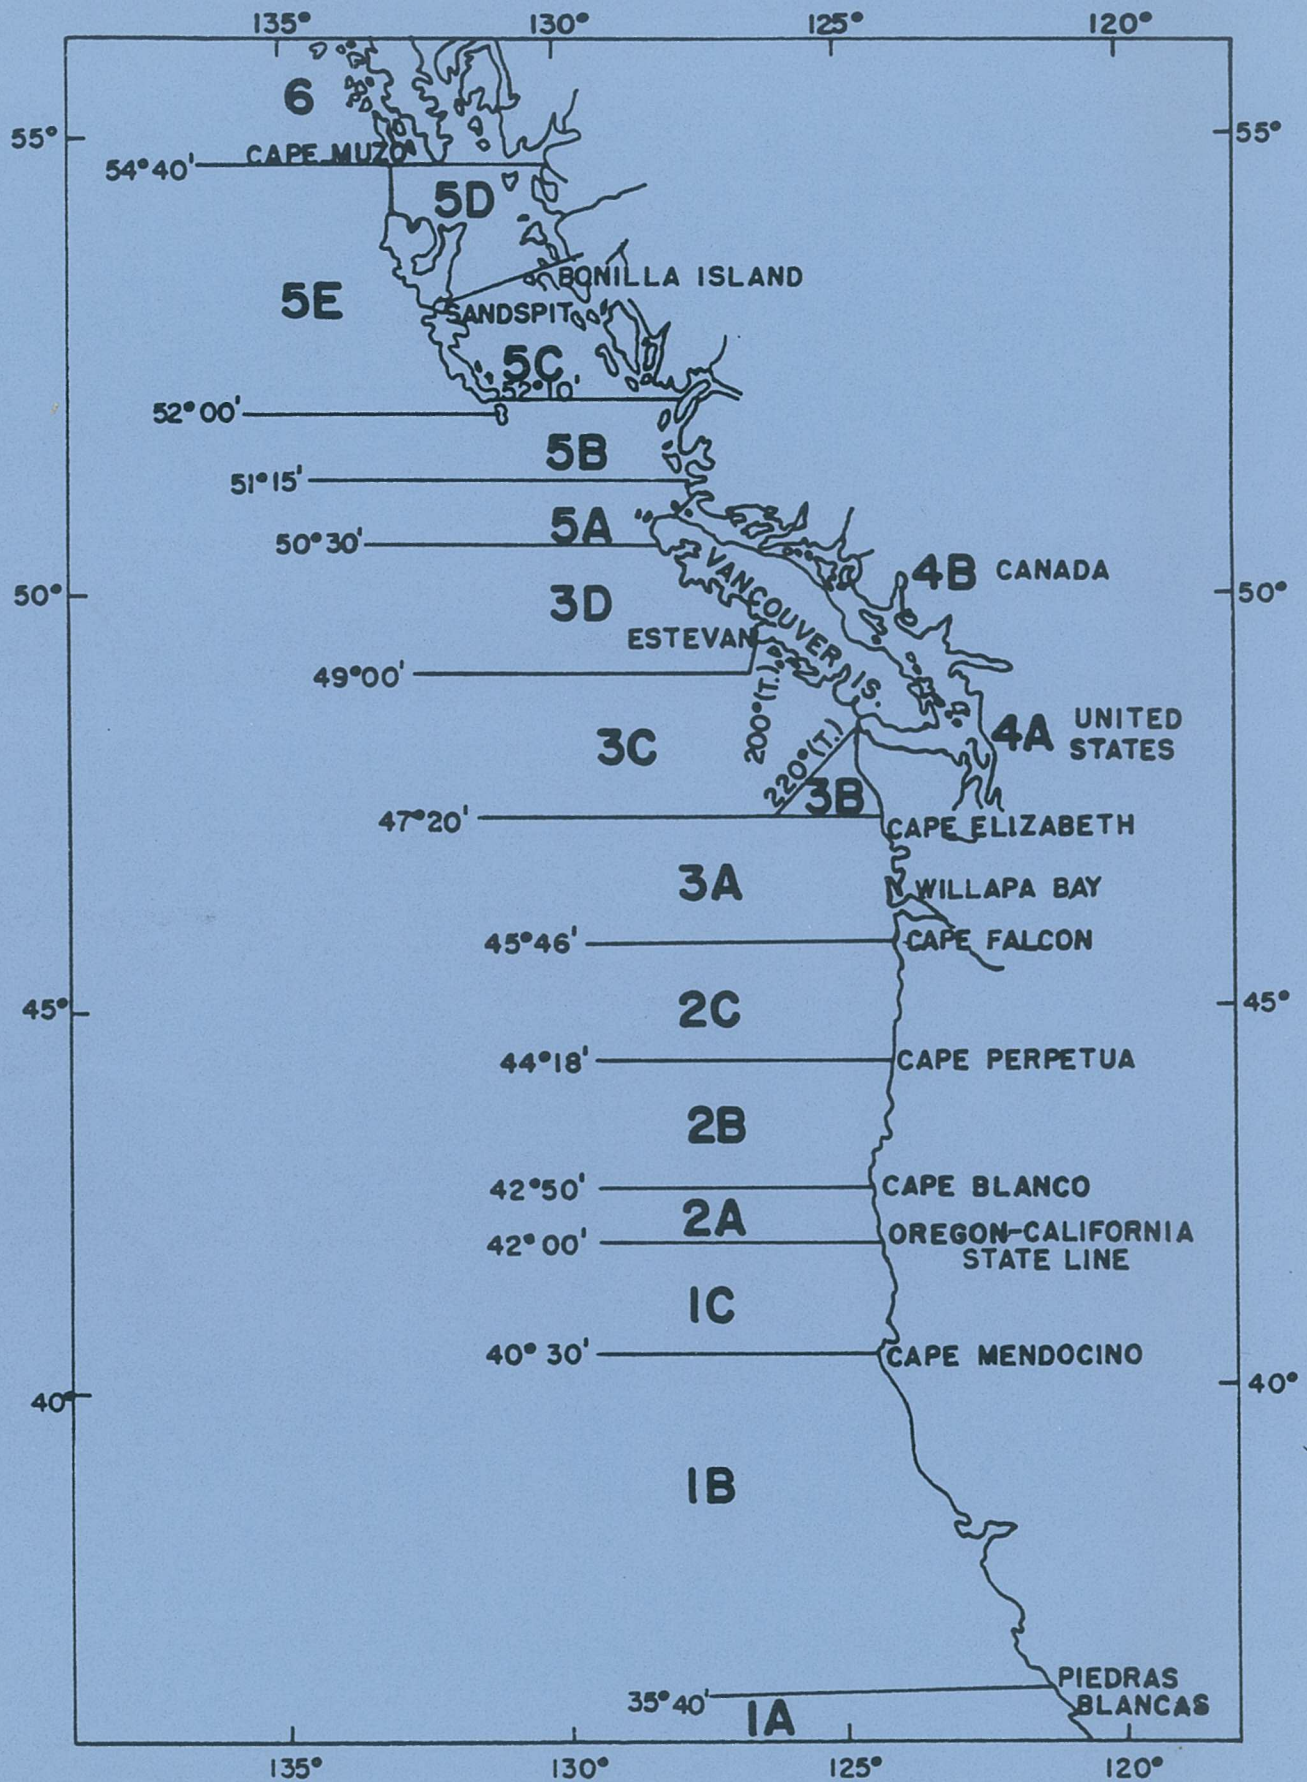 135° 130° 125° 120°
6
55° 55°
CAPE MUZO
54°40'
5D
BONILLA ISLAND
5E
SANDSPIT
5C
52°10'
52°00'
5B
51°15'
5A
50°30'
4B CANADA
VANCOUVER IS.
50° 50°
3D
ESTEVAN
49°00'
200°(T.)
4A UNITED
STATES
3C
220°(T.)
3B
47°20'
CAPE ELIZABETH
3A
WILLAPA BAY
45°46'
CAPE FALCON
45° 45°
2C
44°18'
CAPE PERPETUA
2B
42°50'
CAPE BLANCO
2A
42°00'
OREGON-CALIFORNIA
STATE LINE
1C
40°30'
CAPE MENDOCINO
40° 40°
1B
35°40'
PIEDRAS
BLANCAS
1A
135° 130° 125° 120°